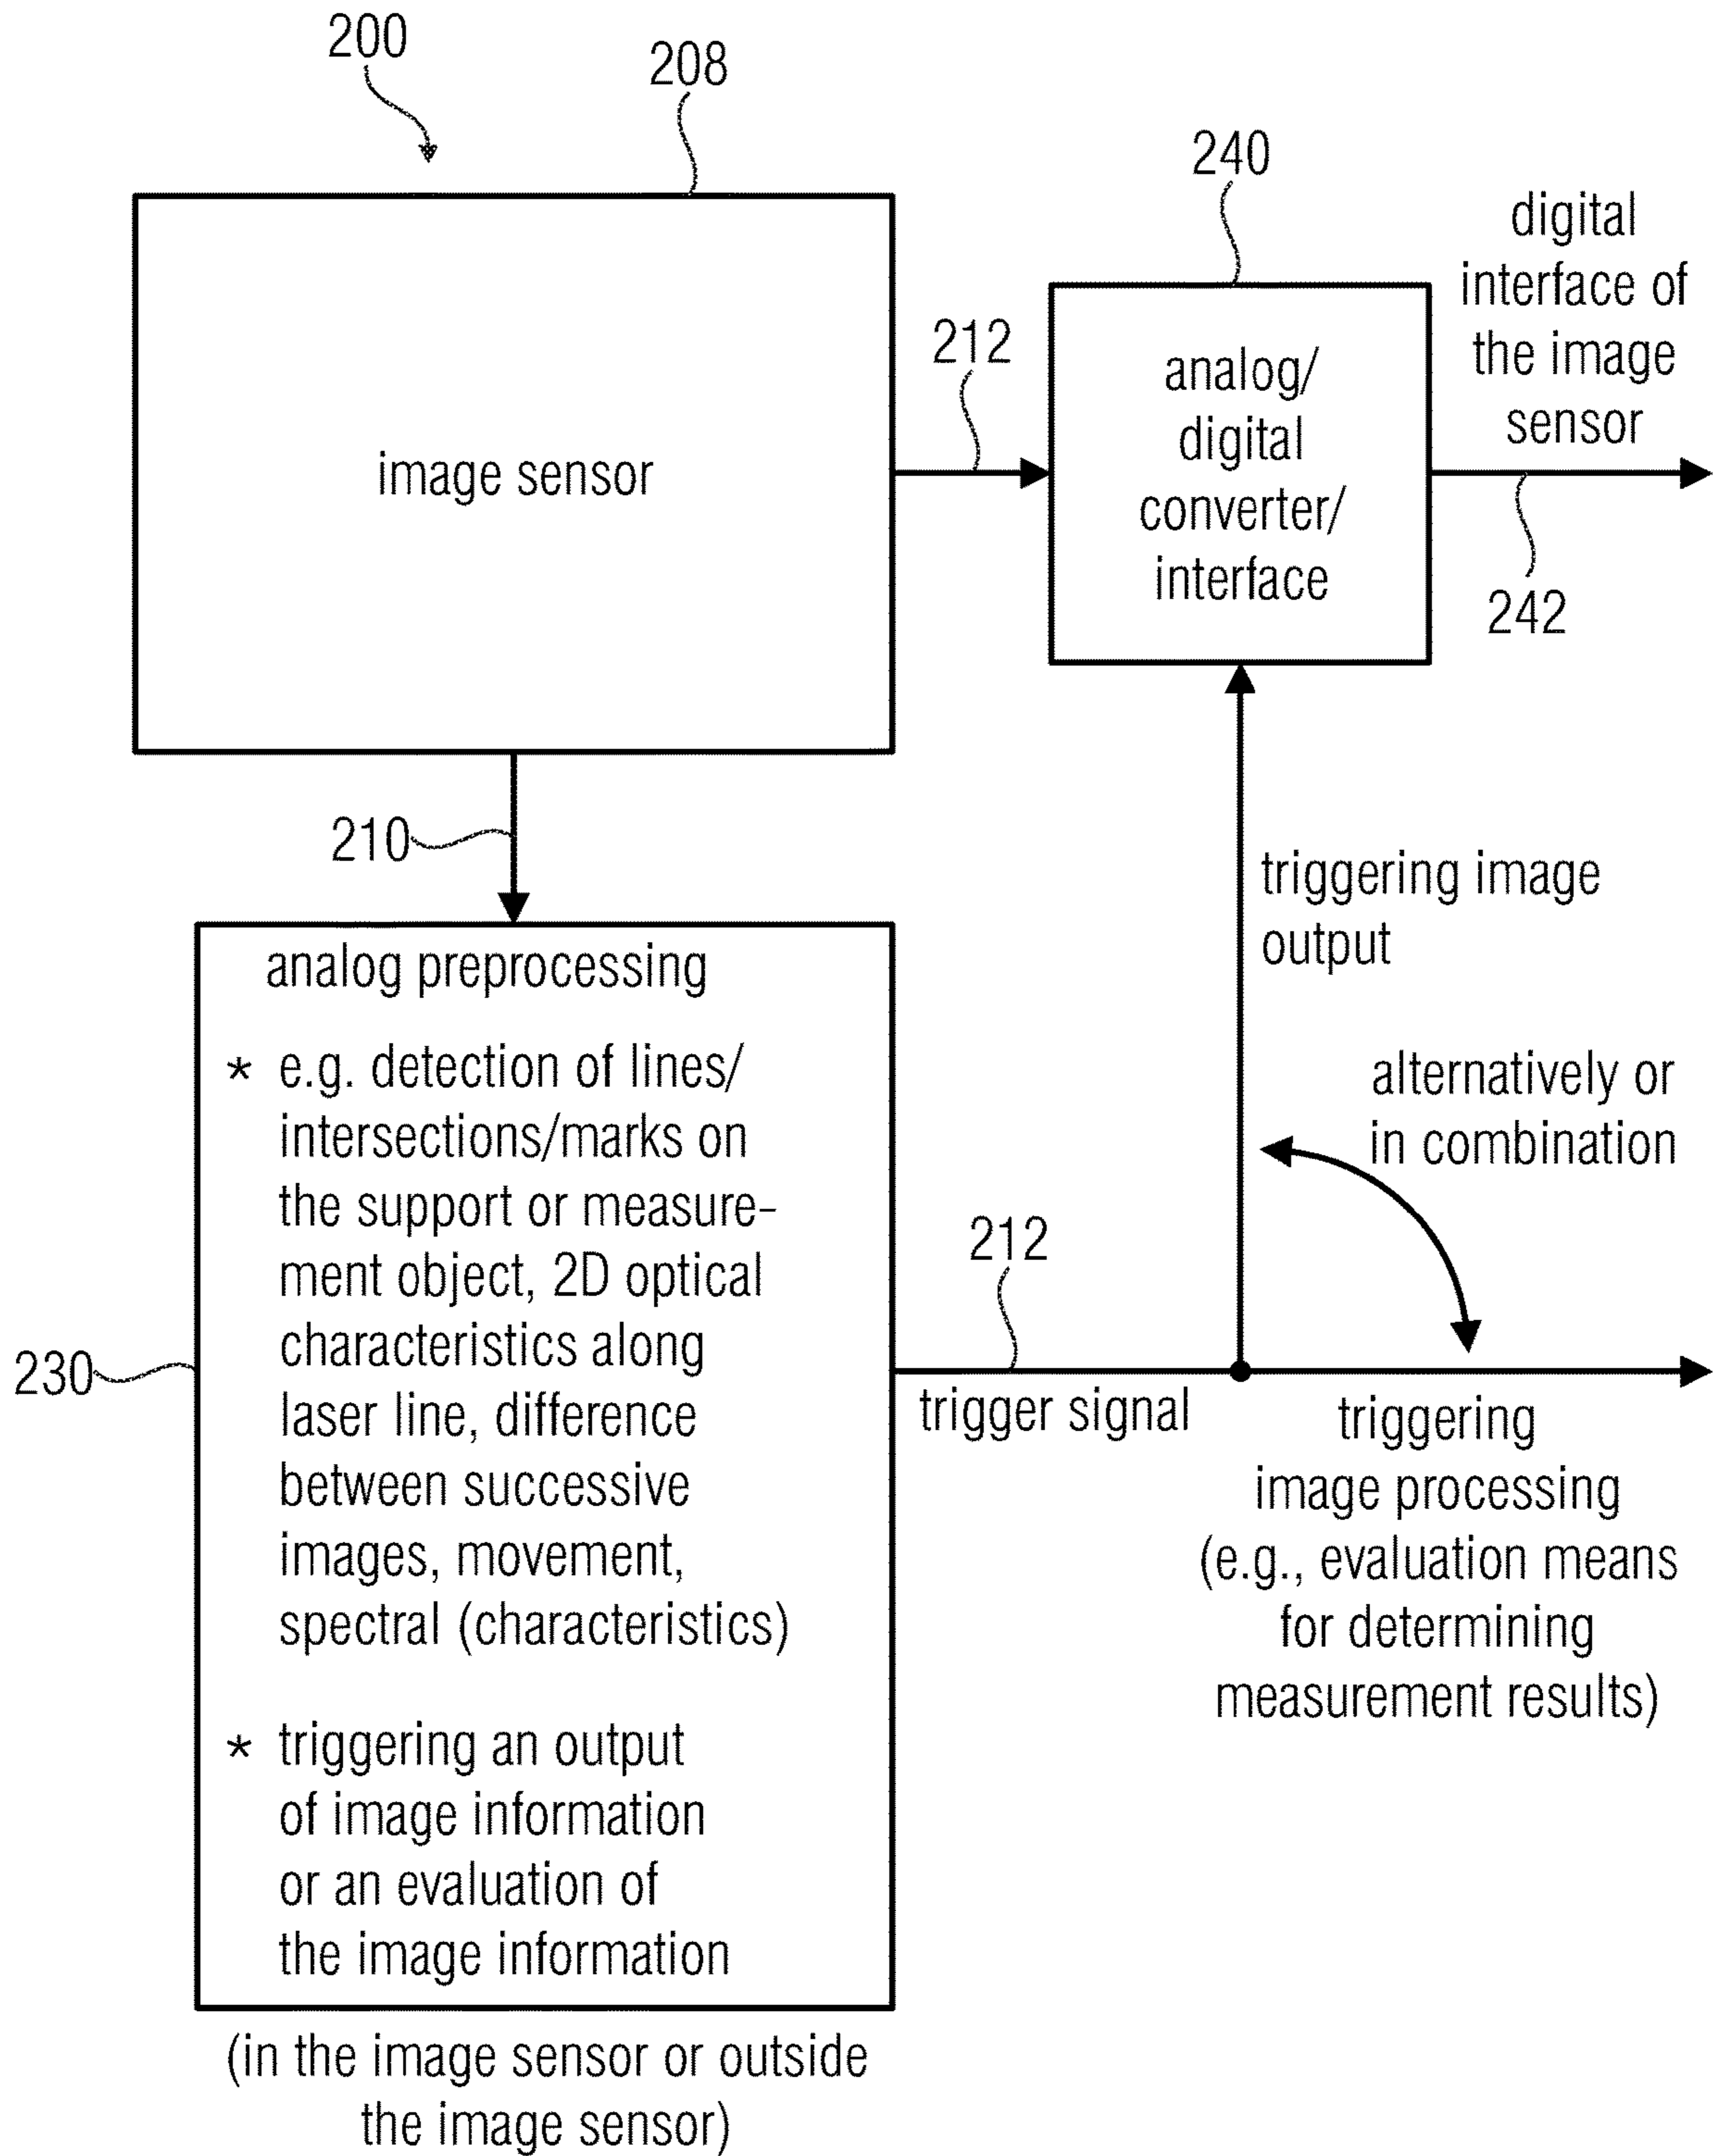 200
208
240
digital
interface of
the image
sensor
212
analog/
digital
converter/
interface
image sensor
242
210
triggering image
output
analog preprocessing
* e.g. detection of lines/
intersections/marks on
the support or measure-
ment object, 2D optical
characteristics along
laser line, difference
between successive
images, movement,
spectral (characteristics)
* triggering an output
of image information
or an evaluation of
the image information
230
alternatively or
in combination
212
trigger signal
triggering
image processing
(e.g., evaluation means
for determining
measurement results)
(in the image sensor or outside
the image sensor)